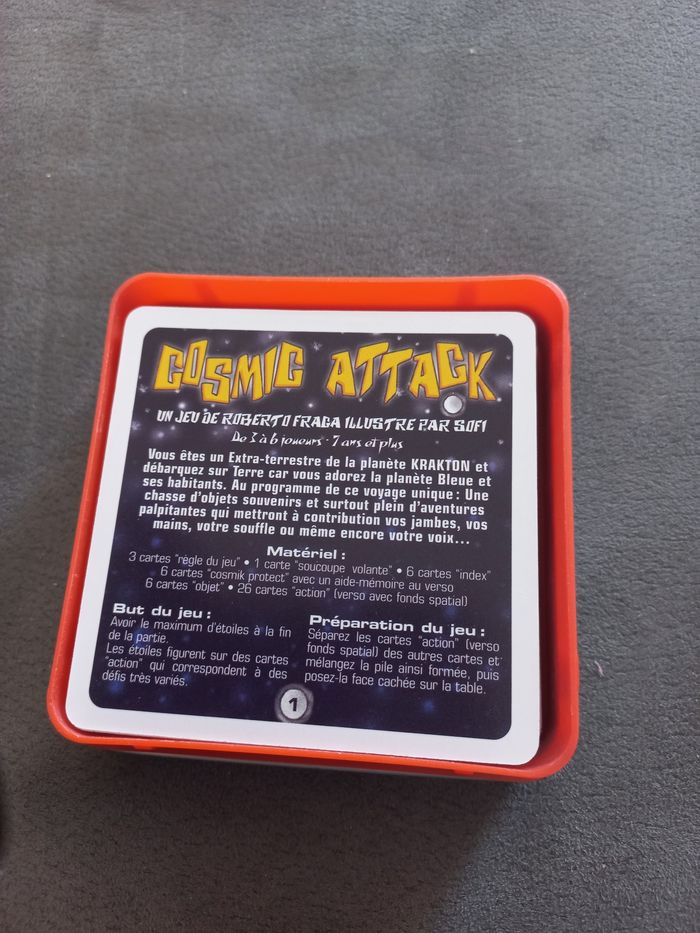 COSMIC ATTACK
UN JEU DE ROBERTO FRAGA ILLUSTRE PAR SOFI
De 3 à 6 joueurs - 7 ans et plus
Vous êtes un Extra-terrestre de la planète KRAKTON et
débarquez sur Terre car vous adorez la planète Bleue et
ses habitants. Au programme de ce voyage unique : Une
chasse d'objets souvenirs et surtout plein d'aventures
palpitantes qui mettront à contribution vos jambes, vos
mains, votre souffle ou même encore votre voix...
Matériel :
3 cartes "règle du jeu" • 1 carte "soucoupe volante" • 6 cartes "index"
6 cartes "cosmik protect" avec un aide-mémoire au verso
6 cartes "objet" • 26 cartes "action" (verso avec fonds spatial)
But du jeu :
Avoir le maximum d'étoiles à la fin
de la partie.
Les étoiles figurent sur des cartes
"action" qui correspondent à des
défis très variés.
Préparation du jeu :
Séparez les cartes "action" (verso
fonds spatial) des autres cartes et
mélangez la pile ainsi formée, puis
posez-la face cachée sur la table.
1